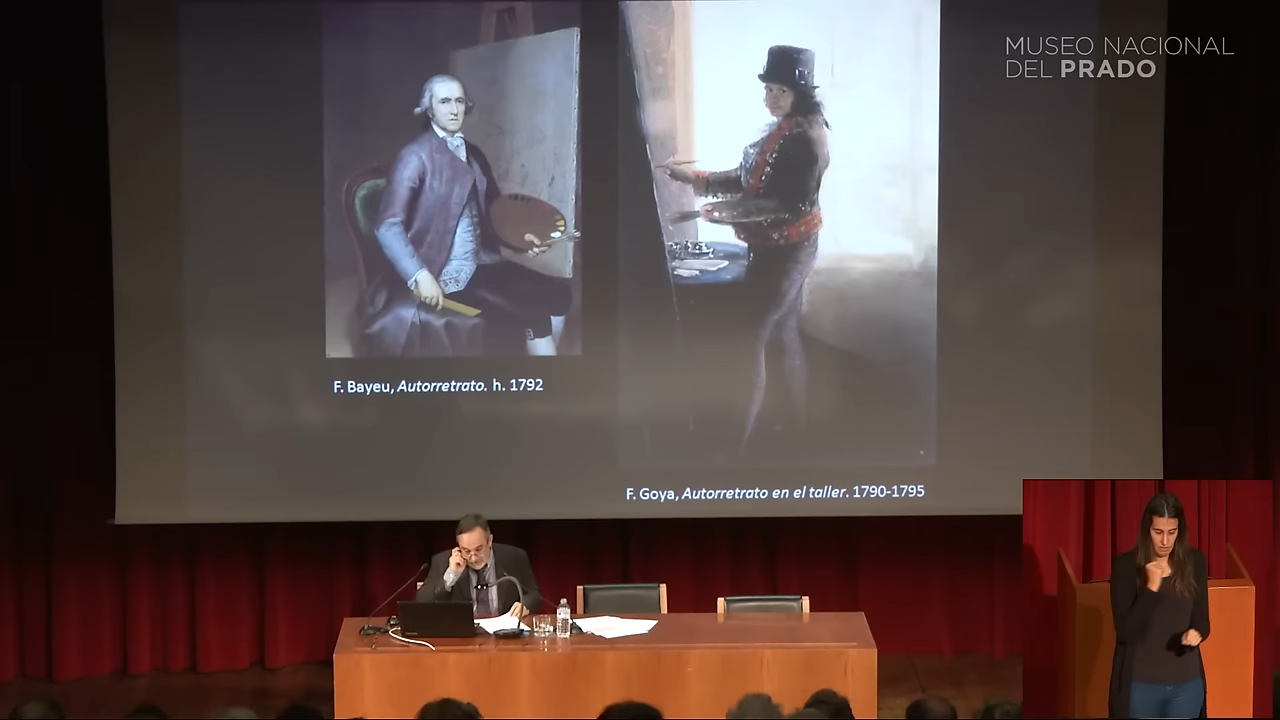 MUSEO NACIONAL
DEL PRADO
F. Bayeu, Autorretrato. h. 1792
F. Goya, Autorretrato en el taller. 1790-1795